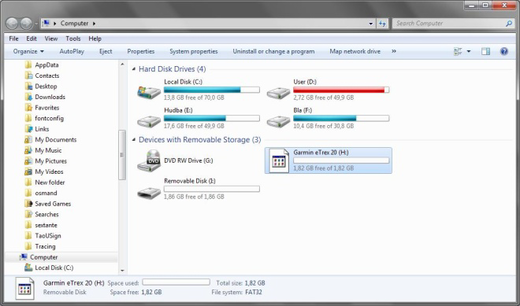 Computer
Search Computer
File Edit View Tools Help
Organize AutoPlay Eject Properties System properties Uninstall or change a program Map network drive »
AppData
Contacts
Desktop
Downloads
Favorites
fontconfig
Links
My Documents
My Music
My Pictures
My Videos
New folder
osmand
Saved Games
Searches
sextante
TaoUSign
Tracing
Computer
Local Disk (C:)
Hard Disk Drives (4)
Local Disk (C:)
13,8 GB free of 70,0 GB
User (D:)
2,72 GB free of 49,9 GB
Hudba (E:)
17,6 GB free of 49,9 GB
Bla (F:)
10,4 GB free of 30,8 GB
Devices with Removable Storage (3)
DVD RW Drive (G:)
Garmin eTrex 20 (H:)
1,82 GB free of 1,82 GB
Removable Disk (I:)
1,86 GB free of 1,86 GB
Garmin eTrex 20 (H:) Space used: Total size: 1,82 GB
Removable Disk Space free: 1,82 GB File system: FAT32